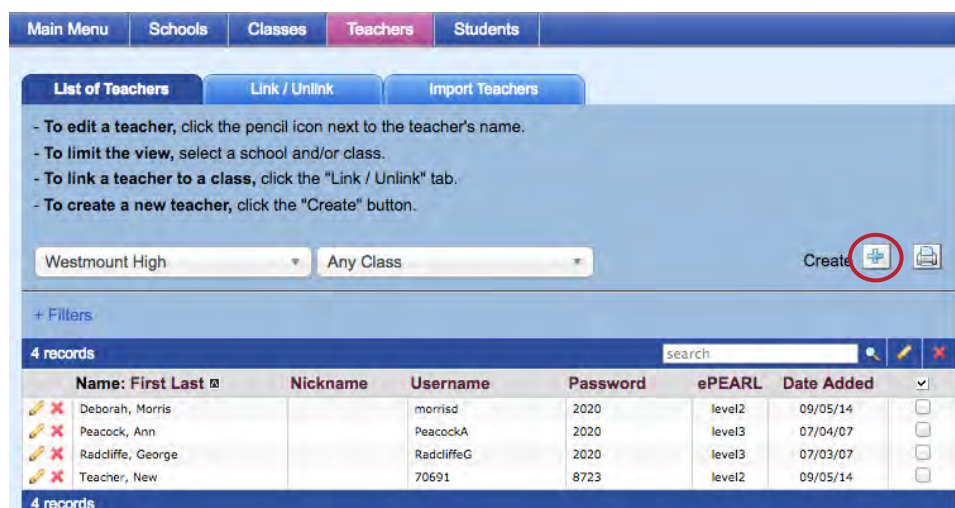 Main Menu Schools Classes Teachers Students
List of Teachers Link / Unlink Import Teachers
- To edit a teacher, click the pencil icon next to the teacher's name.
- To limit the view, select a school and/or class.
- To link a teacher to a class, click the "Link / Unlink" tab.
- To create a new teacher, click the "Create" button.
Westmount High Any Class Create
+ Filters
4 records search
Name: First Last Nickname Username Password ePEARL Date Added
Deborah, Morris morrisd 2020 level2 09/05/14
Peacock, Ann PeacockA 2020 level3 07/04/07
Radcliffe, George RadcliffeG 2020 level3 07/03/07
Teacher, New 70691 8723 level2 09/05/14
4 records